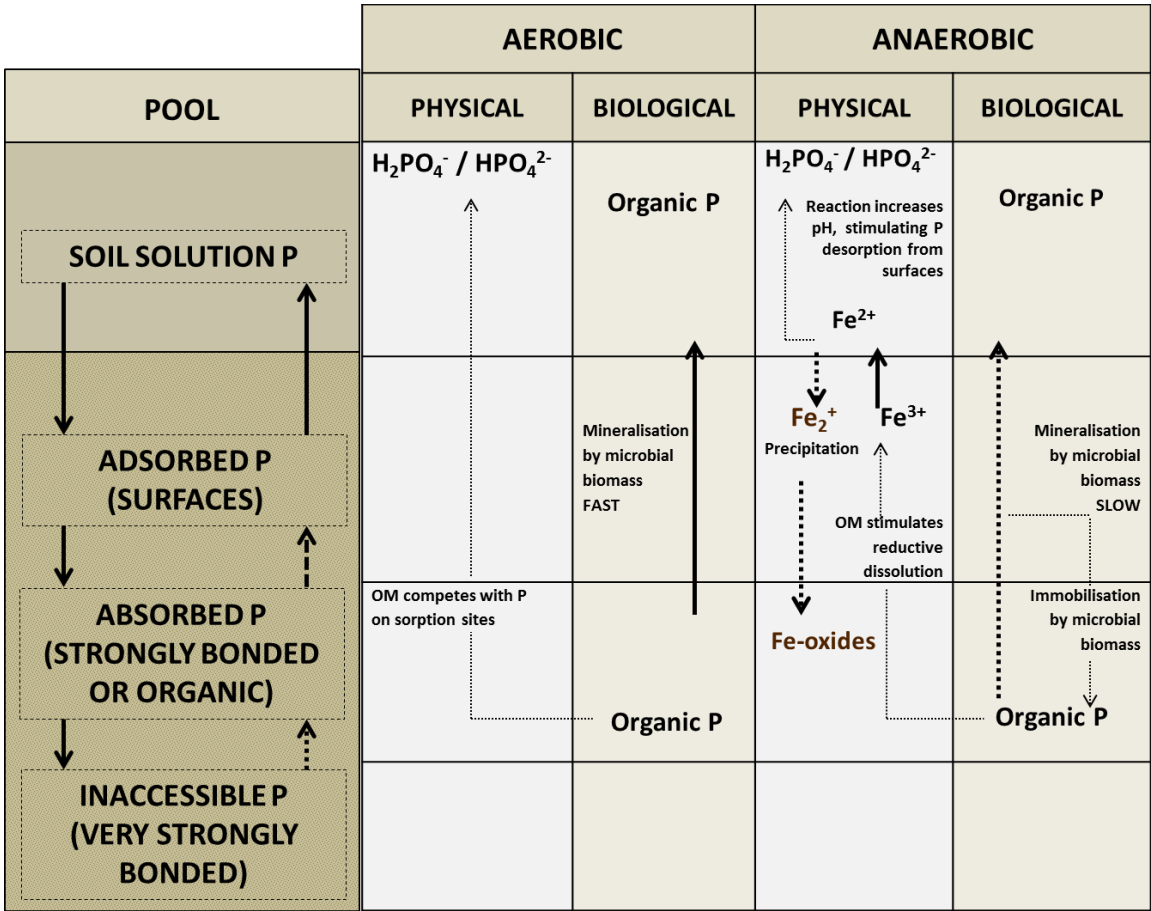 AEROBIC
ANAEROBIC
POOL
PHYSICAL
BIOLOGICAL
PHYSICAL
BIOLOGICAL
SOIL SOLUTION P
ADSORBED P
(SURFACES)
ABSORBED P
(STRONGLY BONDED
OR ORGANIC)
INACCESSIBLE P
(VERY STRONGLY
BONDED)
H₂PO₄⁻ / HPO₄²⁻
OM competes with P
on sorption sites
Organic P
Mineralisation
by microbial
biomass
FAST
Organic P
H₂PO₄⁻ / HPO₄²⁻
Reaction increases
pH, stimulating P
desorption from
surfaces
Fe²⁺
Fe₂⁺
Fe³⁺
Precipitation
OM stimulates
reductive
dissolution
Fe-oxides
Organic P
Mineralisation
by microbial
biomass
SLOW
Immobilisation
by microbial
biomass
Organic P